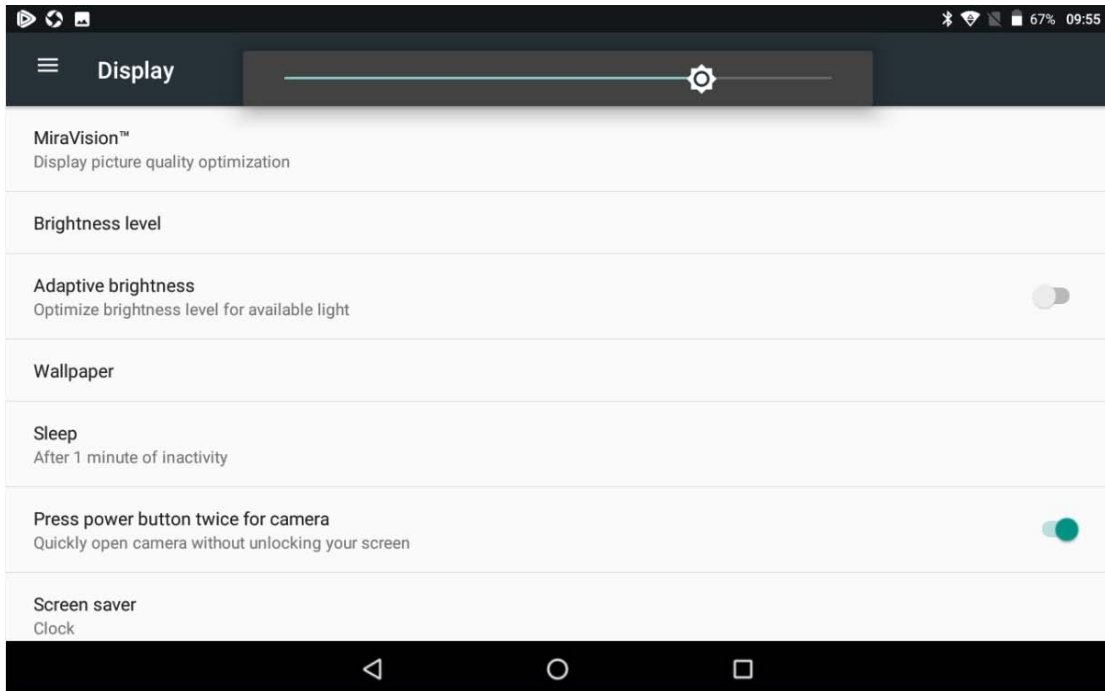 67% 09:55
Display
MiraVision™
Display picture quality optimization
Brightness level
Adaptive brightness
Optimize brightness level for available light
Wallpaper
Sleep
After 1 minute of inactivity
Press power button twice for camera
Quickly open camera without unlocking your screen
Screen saver
Clock